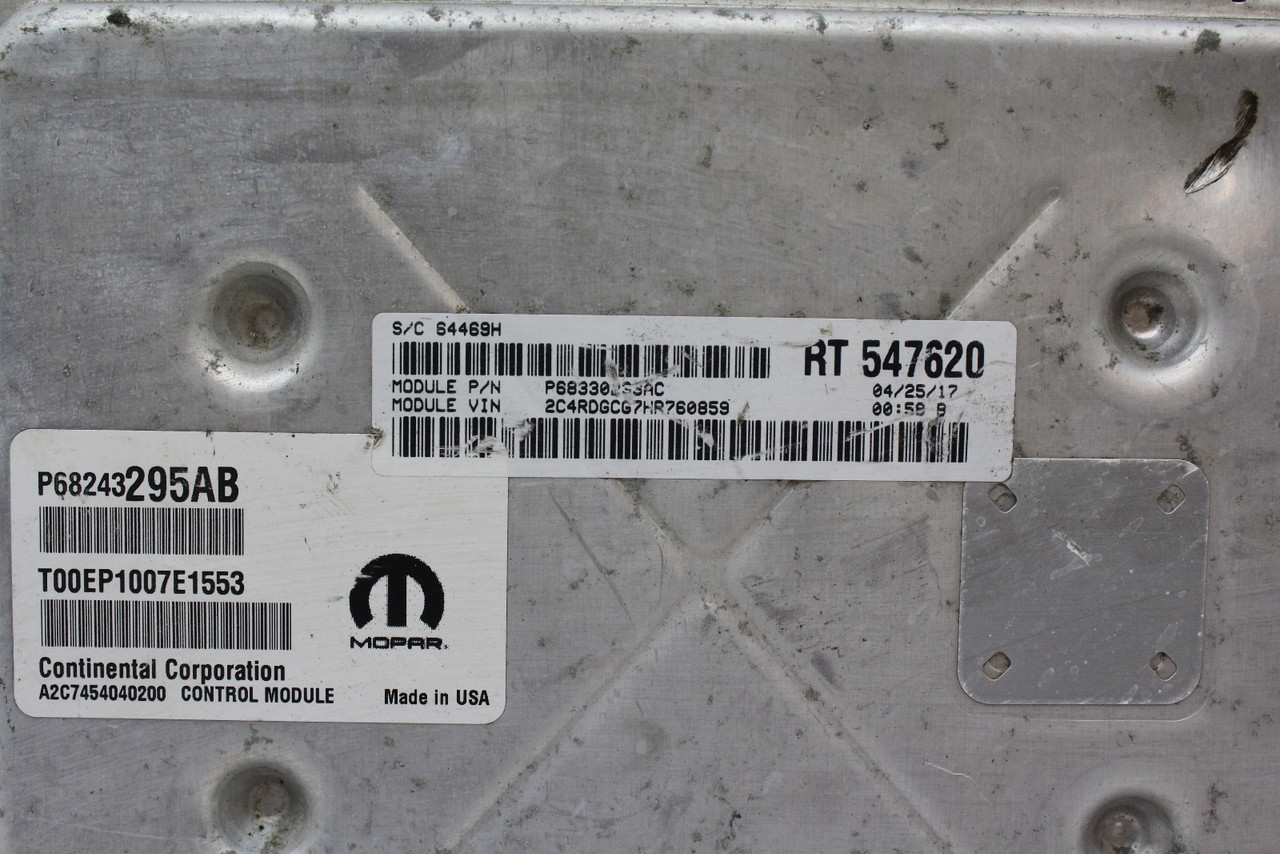 S/C 64469H
RT 547620
MODULE P/N
04/25/17
MODULE VIN 2C4RDGCG7HR760859
00:58 B
P68243295AB
T00EP1007E1553
MOPAR
Continental Corporation
A2C7454040200 CONTROL MODULE Made in USA